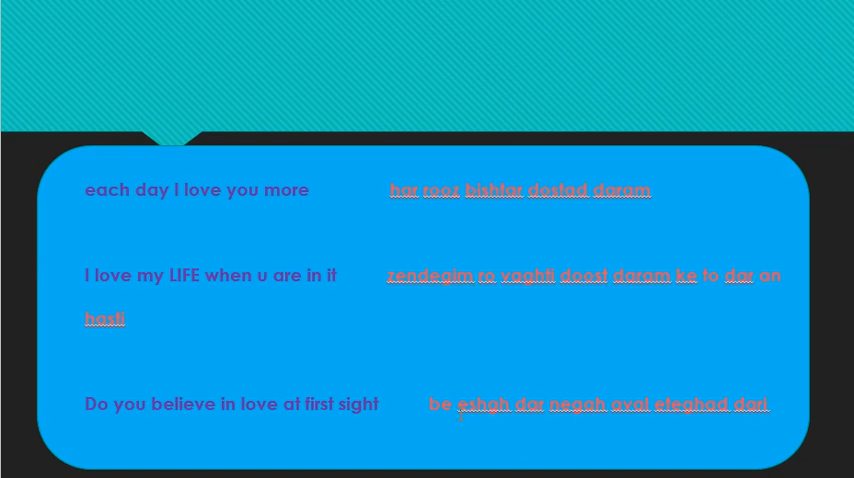 each day I love you more har rooz bishtar dostad daram
I love my LIFE when u are in it zendegim ro vaghti doost daram ke to dar an
hasti
Do you believe in love at first sight be eshgh dar negah aval eteghad dari